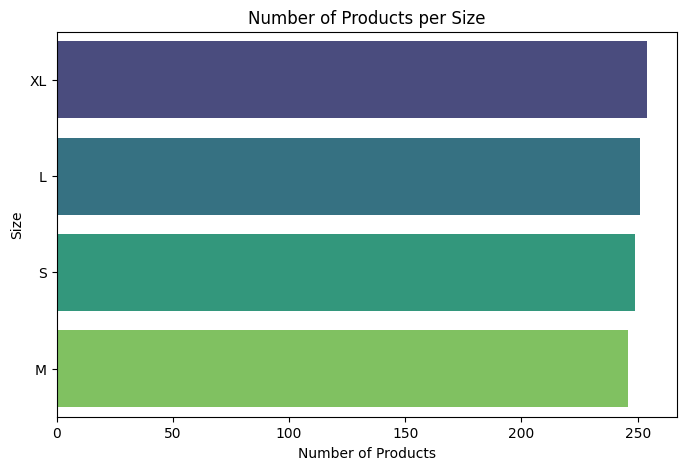 Number of Products per Size
XL
L
S
M
Size
0 50 100 150 200 250
Number of Products